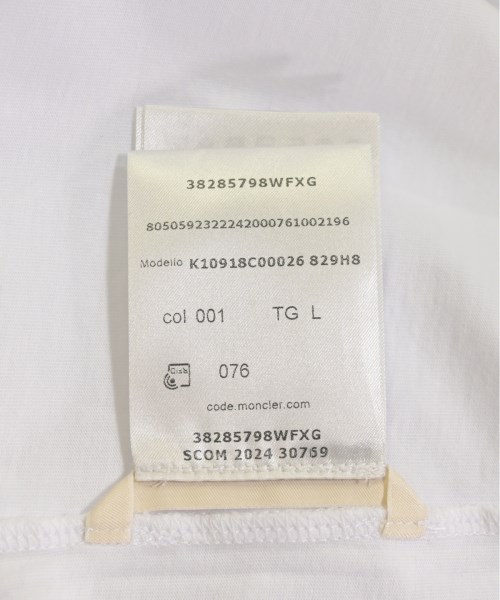 38285798WFXG
8050592322242000761002196
Modello K10918C00026 829H8
col 001 TG L
076
code.moncler.com
38285798WFXG
SCOM 2024 30769